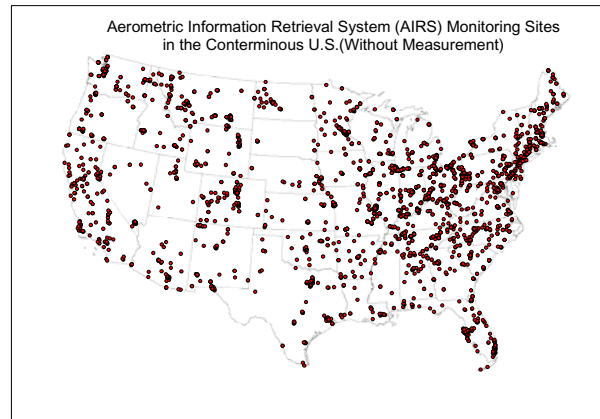 Aerometric Information Retrieval System (AIRS) Monitoring Sites
in the Conterminous U.S.(Without Measurement)